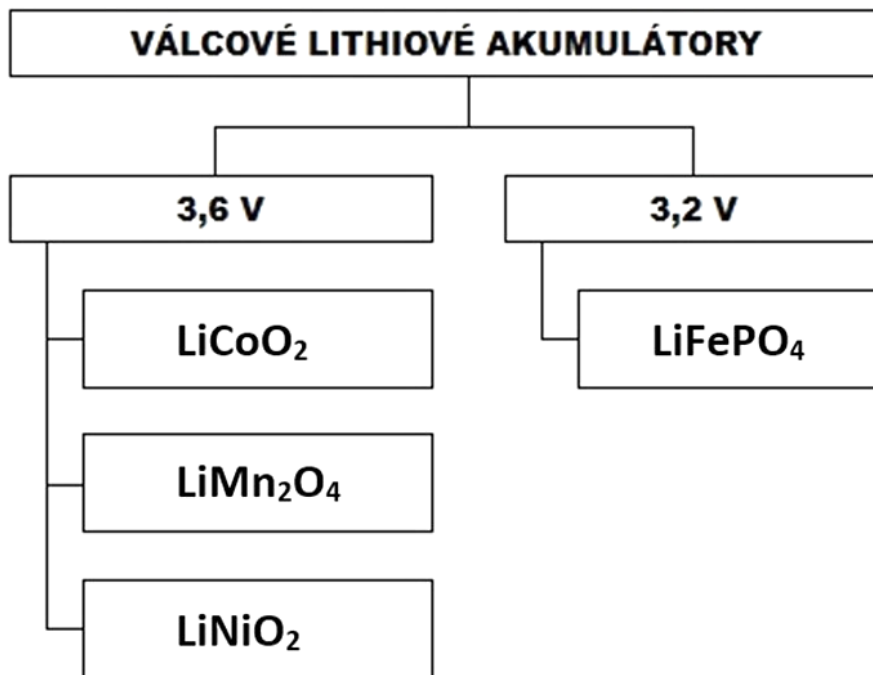 VÁLCOVÉ LITHIOVÉ AKUMULÁTORY
3,6 V
3,2 V
LiCoO₂
LiFePO₄
LiMn₂O₄
LiNiO₂